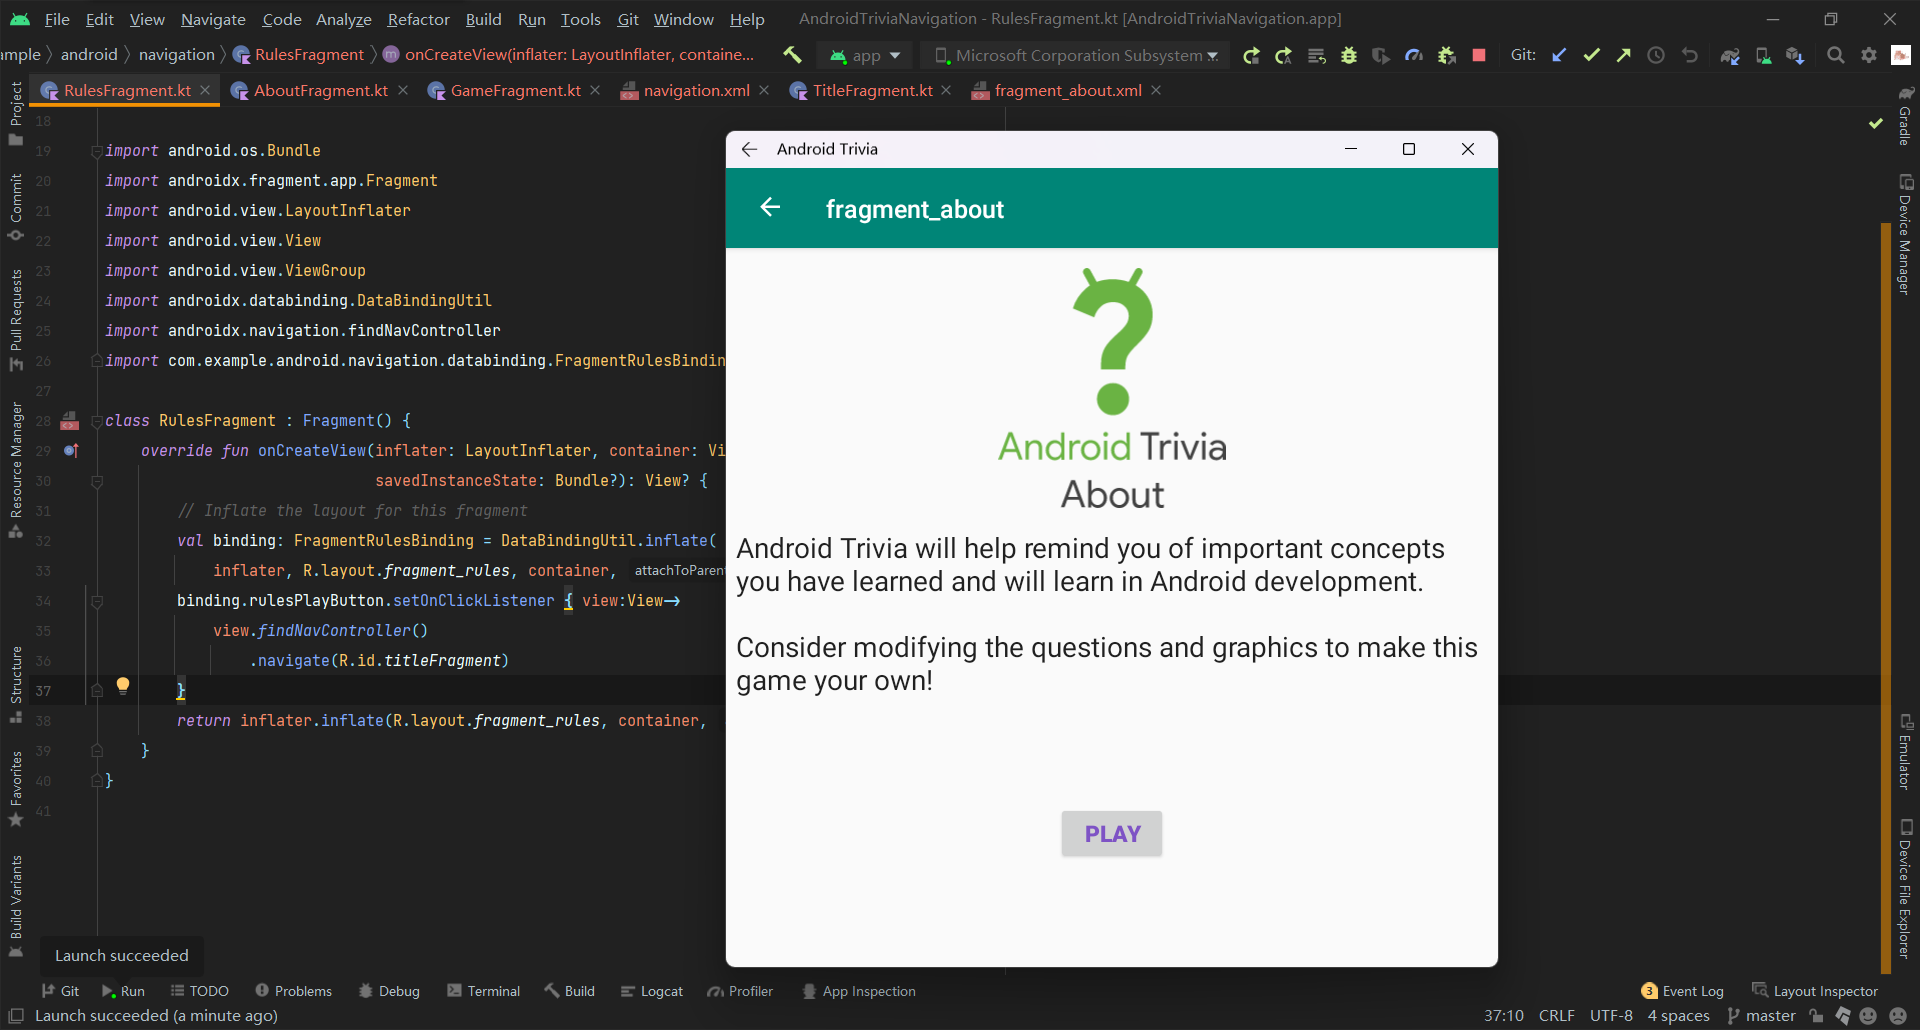 File Edit View Navigate Code Analyze Refactor Build Run Tools Git Window Help AndroidTriviaNavigation - RulesFragment.kt [AndroidTriviaNavigation.app]
ample android navigation RulesFragment onCreateView(inflater: LayoutInflater, containe... app Microsoft Corporation Subsystem Git:
RulesFragment.kt AboutFragment.kt GameFragment.kt navigation.xml TitleFragment.kt fragment_about.xml
Project
Commit
Pull Requests
Resource Manager
Structure
Favorites
Build Variants
18
19 import android.os.Bundle
20 import androidx.fragment.app.Fragment
21 import android.view.LayoutInflater
22 import android.view.View
23 import android.view.ViewGroup
24 import androidx.databinding.DataBindingUtil
25 import androidx.navigation.findNavController
26 import com.example.android.navigation.databinding.FragmentRulesBindin
27
28 class RulesFragment : Fragment() {
29 override fun onCreateView(inflater: LayoutInflater, container: Vi
30 savedInstanceState: Bundle?): View? {
31 // Inflate the layout for this fragment
32 val binding: FragmentRulesBinding = DataBindingUtil.inflate(
33 inflater, R.layout.fragment_rules, container, attachToParent
34 binding.rulesPlayButton.setOnClickListener { view:View->
35 view.findNavController()
36 .navigate(R.id.titleFragment)
37 }
38 return inflater.inflate(R.layout.fragment_rules, container,
39 }
40 }
41
Android Trivia
fragment_about
Android Trivia
About
Android Trivia will help remind you of important concepts
you have learned and will learn in Android development.
Consider modifying the questions and graphics to make this
game your own!
PLAY
Gradle
Device Manager
Emulator
Device File Explorer
Launch succeeded
Git Run TODO Problems Debug Terminal Build Logcat Profiler App Inspection 3 Event Log Layout Inspector
Launch succeeded (a minute ago) 37:10 CRLF UTF-8 4 spaces master